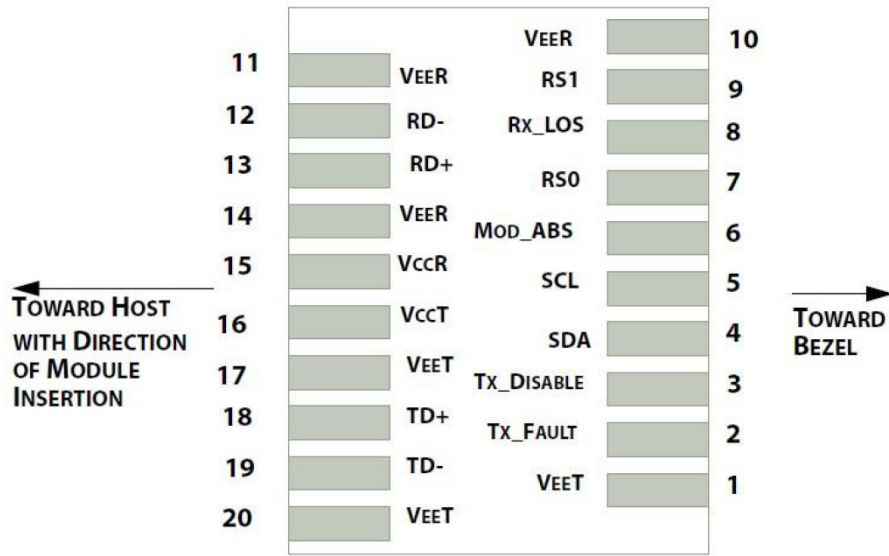 11 VEER
12 RD-
13 RD+
14 VEER
15 VCCR
16 VCCT
17 VEET
18 TD+
19 TD-
20 VEET
VEER 10
RS1 9
RX_LOS 8
RS0 7
MOD_ABS 6
SCL 5
SDA 4
TX_DISABLE 3
TX_FAULT 2
VEET 1
TOWARD HOST
WITH DIRECTION
OF MODULE
INSERTION
TOWARD
BEZEL